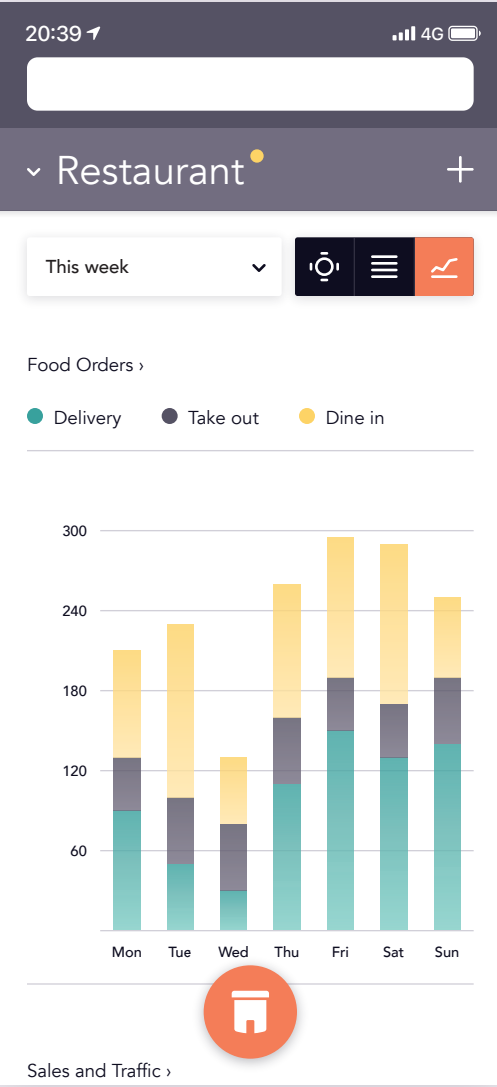 20:39 4G
Restaurant
This week
Food Orders ›
Delivery Take out Dine in
300
240
180
120
60
Mon Tue Wed Thu Fri Sat Sun
Sales and Traffic ›